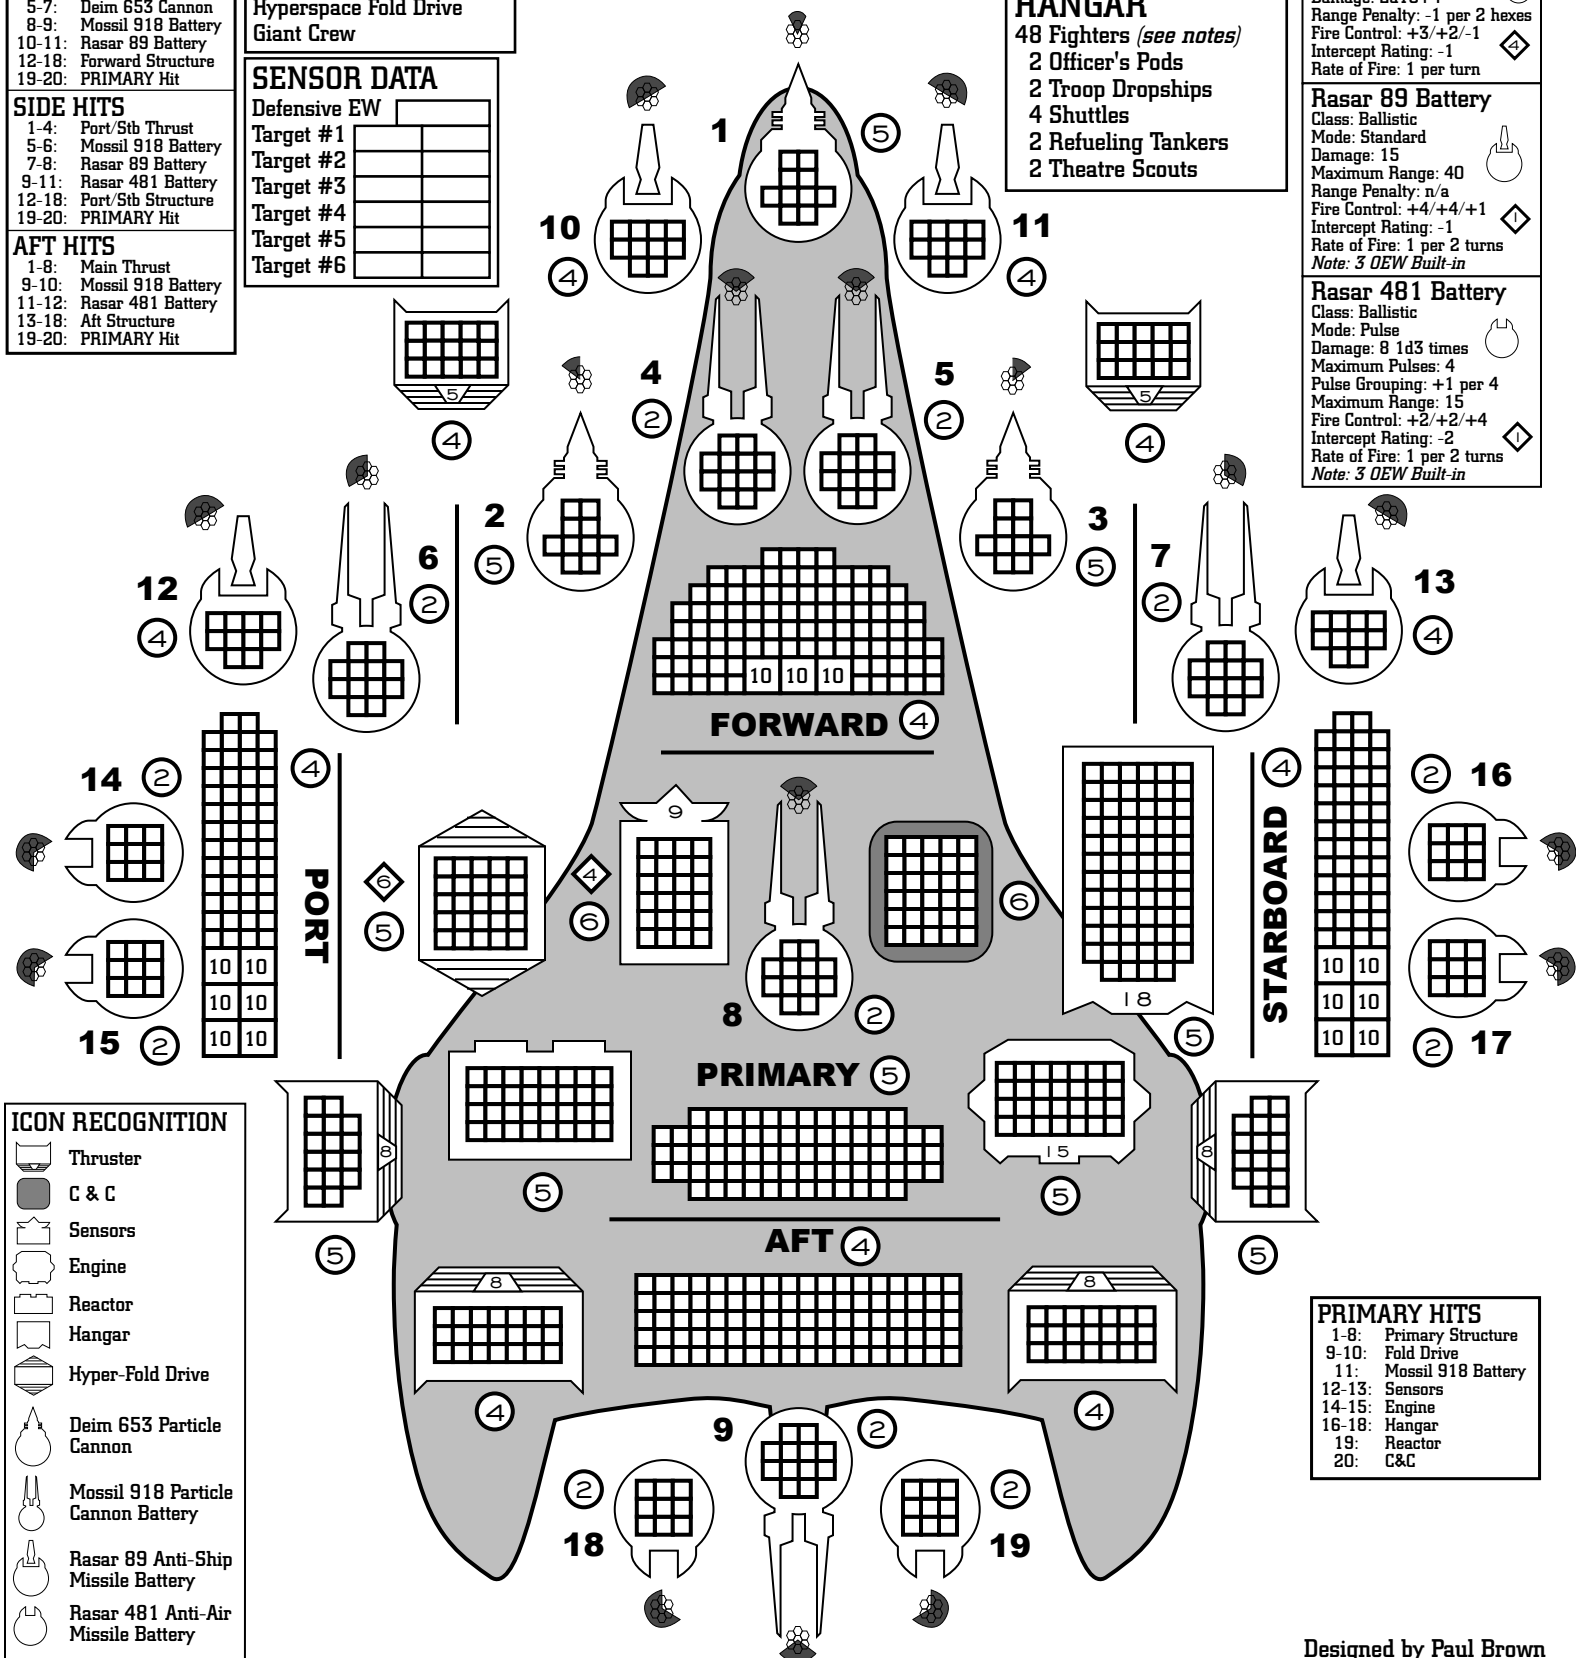 5-7: Deim 653 Cannon
8-9: Mossil 918 Battery
10-11: Rasar 89 Battery
12-18: Forward Structure
19-20: PRIMARY Hit
SIDE HITS
1-4: Port/Stb Thrust
5-6: Mossil 918 Battery
7-8: Rasar 89 Battery
9-11: Rasar 481 Battery
12-18: Port/Stb Structure
19-20: PRIMARY Hit
AFT HITS
1-8: Main Thrust
9-10: Mossil 918 Battery
11-12: Rasar 481 Battery
13-18: Aft Structure
19-20: PRIMARY Hit
Hyperspace Fold Drive
Giant Crew
SENSOR DATA
Defensive EW
Target #1
Target #2
Target #3
Target #4
Target #5
Target #6
HANGAR
48 Fighters (see notes)
2 Officer's Pods
2 Troop Dropships
4 Shuttles
2 Refueling Tankers
2 Theatre Scouts
Range Penalty: -1 per 2 hexes
Fire Control: +3/+2/-1
4
Intercept Rating: -1
Rate of Fire: 1 per turn
Rasar 89 Battery
Class: Ballistic
Mode: Standard
Damage: 15
Maximum Range: 40
Range Penalty: n/a
Fire Control: +4/+4/+1
1
Intercept Rating: -1
Rate of Fire: 1 per 2 turns
Note: 3 OEW Built-in
Rasar 481 Battery
Class: Ballistic
Mode: Pulse
Damage: 8 1d3 times
Maximum Pulses: 4
Pulse Grouping: +1 per 4
Maximum Range: 15
Fire Control: +2/+2/+4
1
Intercept Rating: -2
Rate of Fire: 1 per 2 turns
Note: 3 OEW Built-in
1 5
10 11
4 4
5 5
4 5
2 2
4 4
2 3
5 5
6 7
2 2
12 13
4 4
10 10 10
FORWARD 4
14 2 4
4 2 16
9
PORT
6 5
4 6
6
STARBOARD
10 10
10 10
10 10
15 2
8 2
18
5
10 10
10 10
10 10
2 17
PRIMARY 5
15
5 5
8 8
5 5
AFT 4
8 8
4 4
9 2
2 2
18 19
ICON RECOGNITION
Thruster
C & C
Sensors
Engine
Reactor
Hangar
Hyper-Fold Drive
Deim 653 Particle
Cannon
Mossil 918 Particle
Cannon Battery
Rasar 89 Anti-Ship
Missile Battery
Rasar 481 Anti-Air
Missile Battery
PRIMARY HITS
1-8: Primary Structure
9-10: Fold Drive
11: Mossil 918 Battery
12-13: Sensors
14-15: Engine
16-18: Hangar
19: Reactor
20: C&C
Designed by Paul Brown